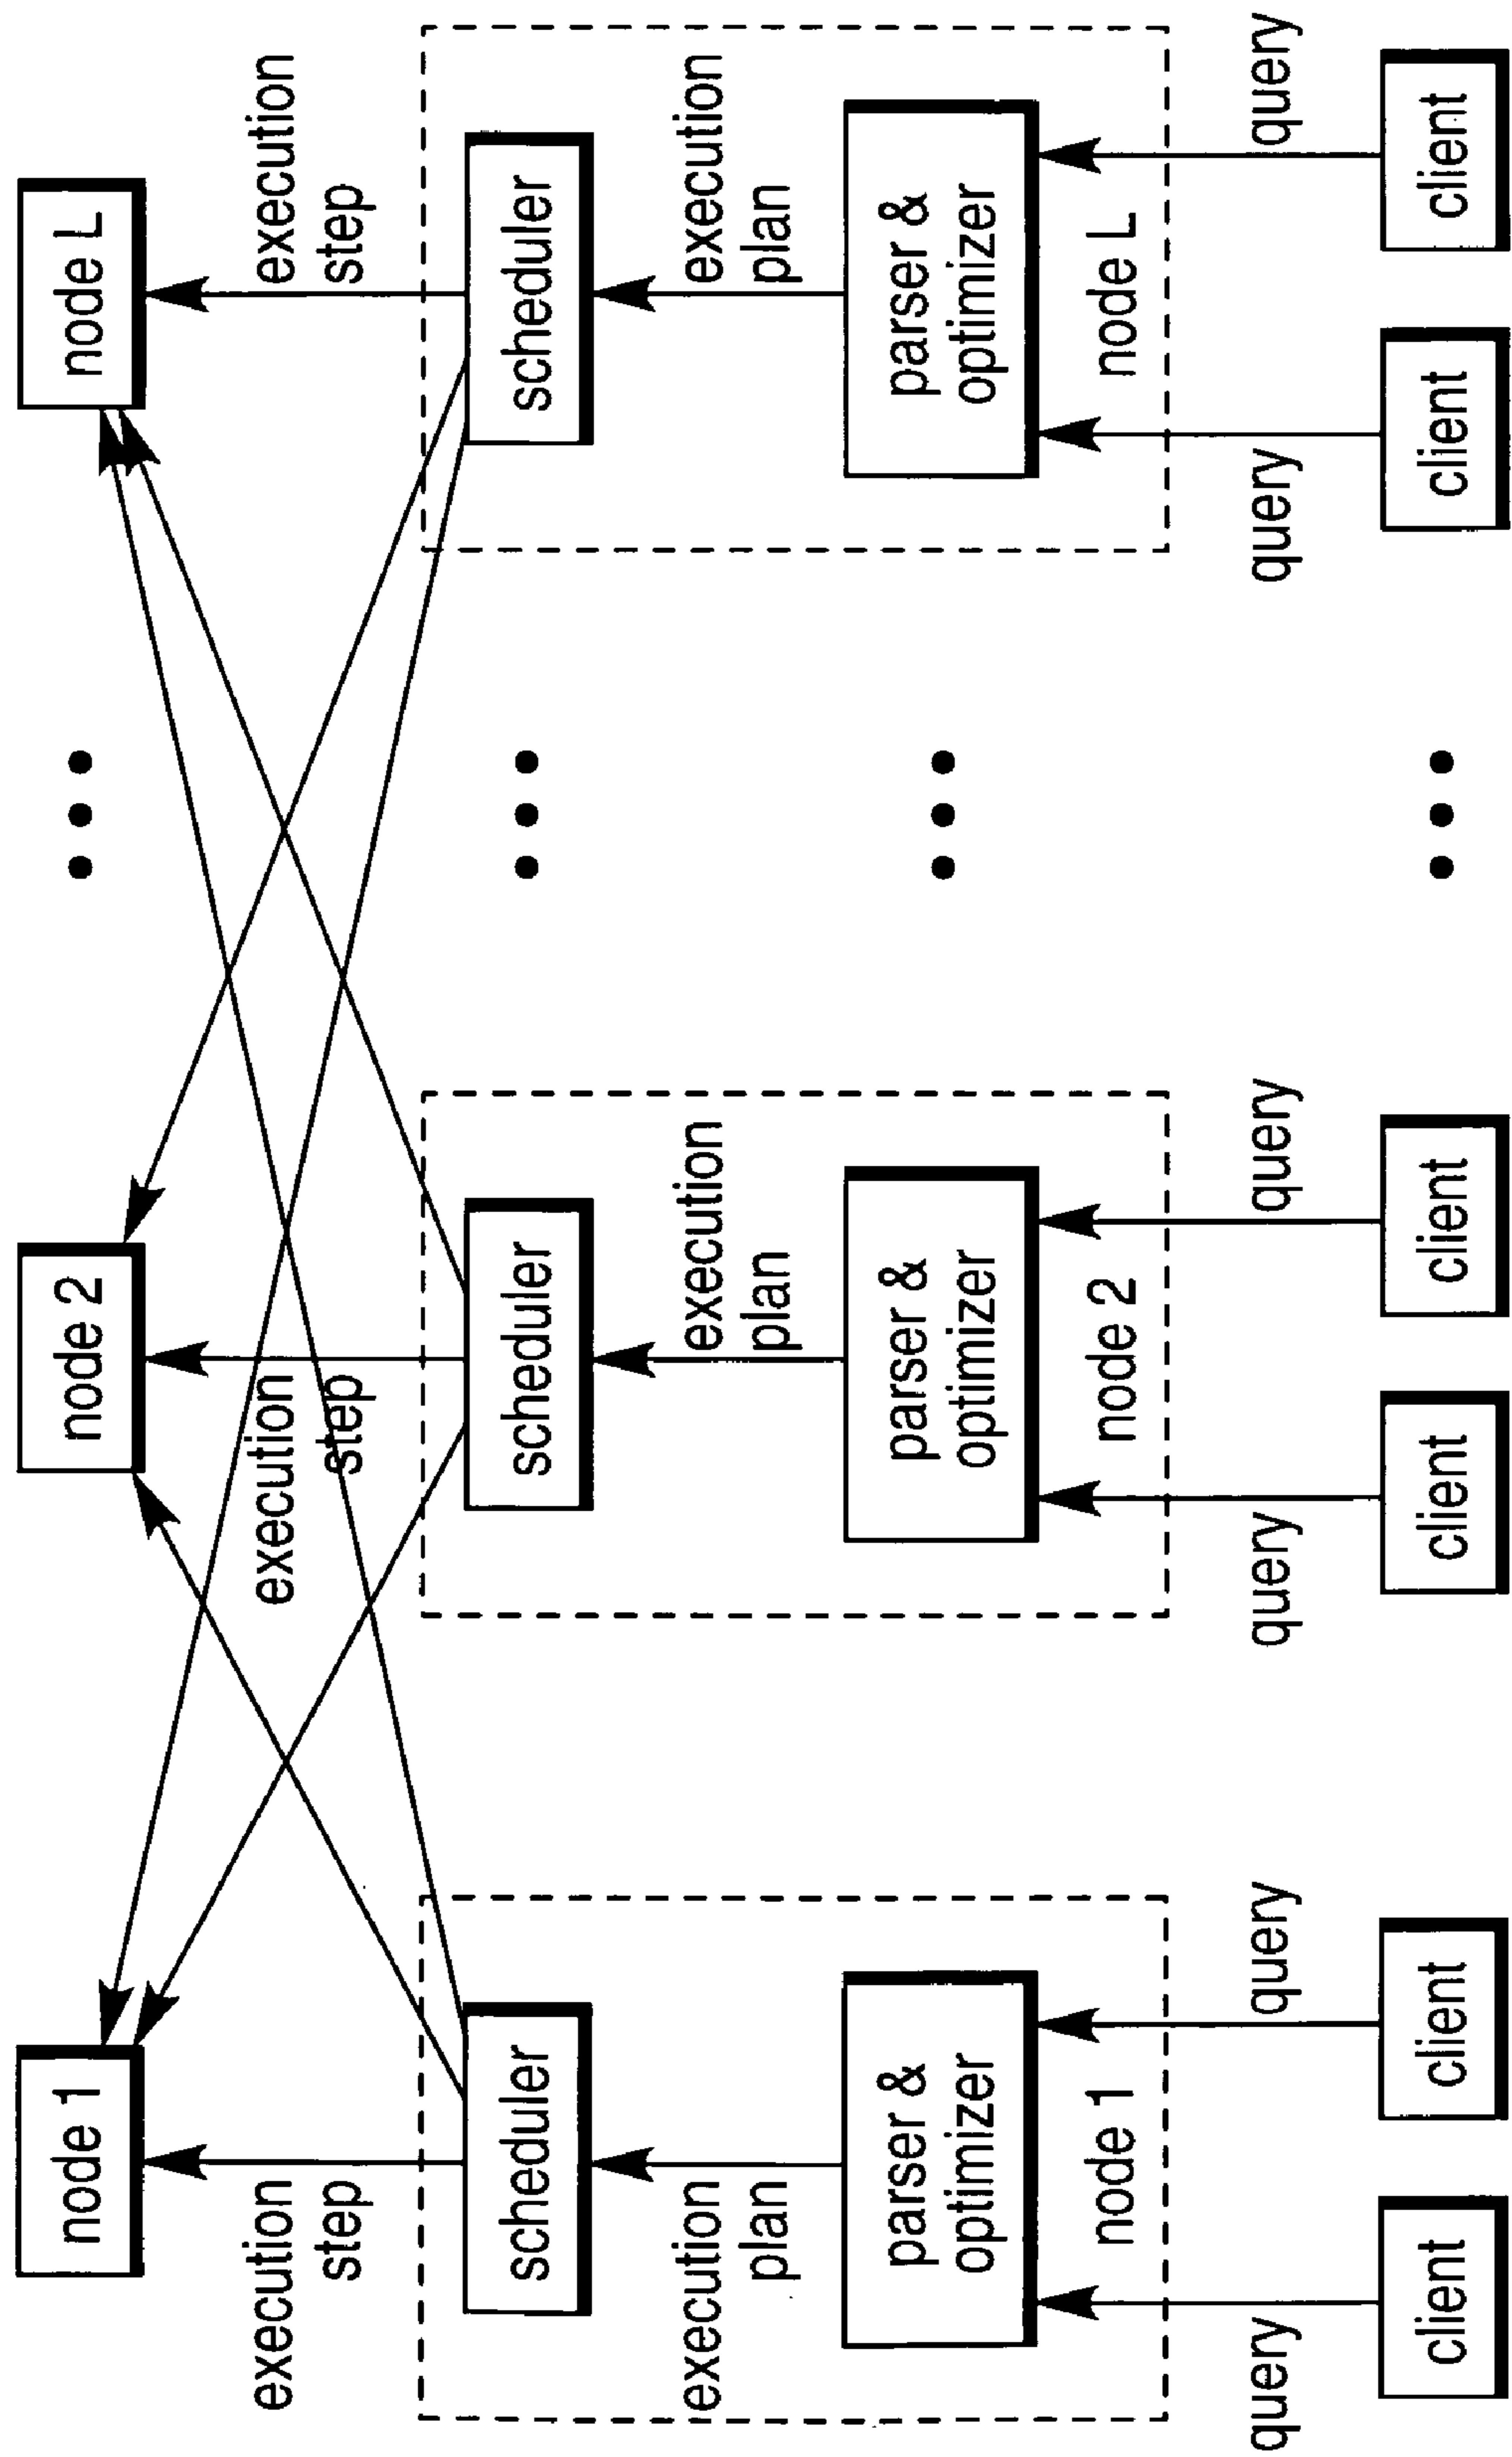 node 1
node 2
node L
execution
step
execution
step
execution
step
scheduler
scheduler
scheduler
execution
plan
execution
plan
execution
plan
parser &
optimizer
parser &
optimizer
parser &
optimizer
node 1
node 2
node L
query
query
query
query
query
query
client
client
client
client
client
client